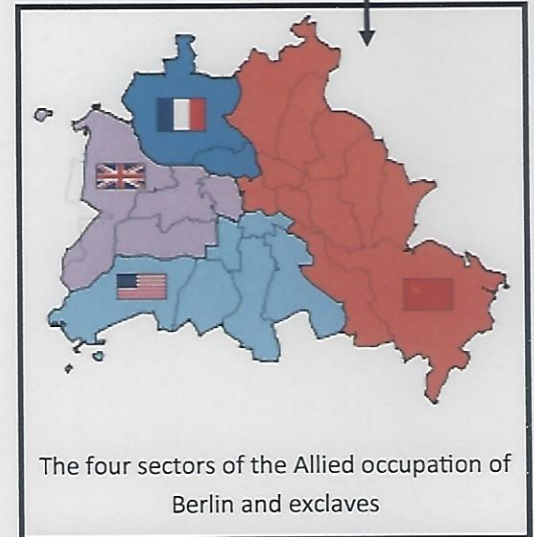 The four sectors of the Allied occupation of
Berlin and exclaves